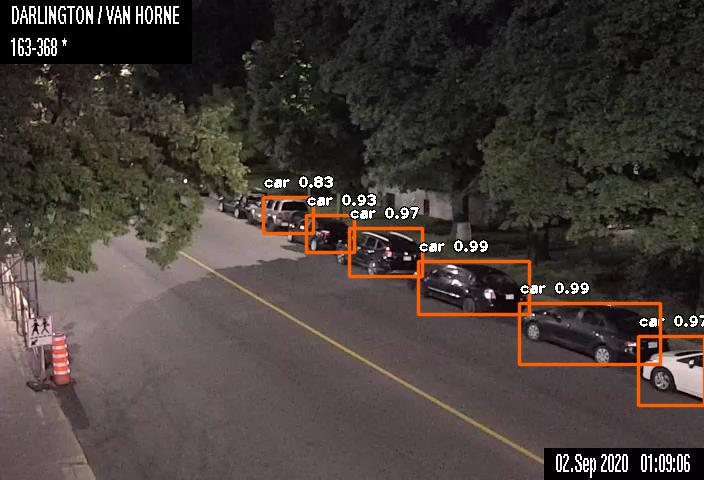 DARLINGTON / VAN HORNE
163-368 *
car 0.83
car 0.93
car 0.97
car 0.99
car 0.99
car 0.97
02.Sep 2020 01:09:06